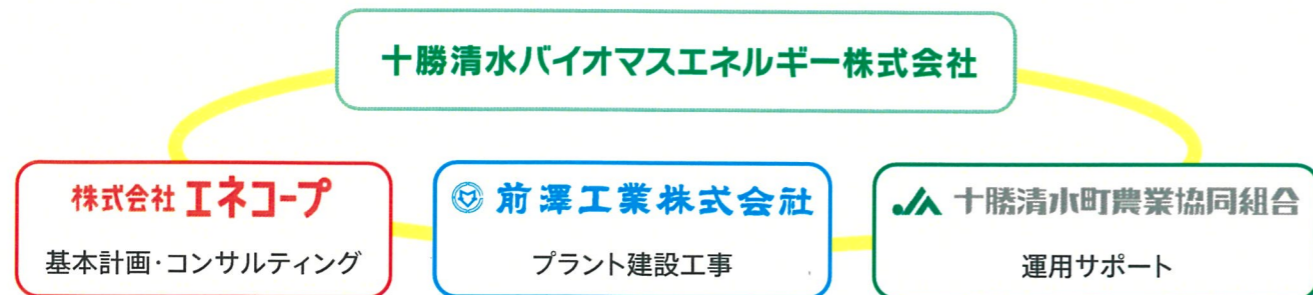 十勝清水バイオマスエネルギー株式会社
株式会社 エネコープ
基本計画・コンサルティング
前澤工業株式会社
プラント建設工事
JA 十勝清水町農業協同組合
運用サポート